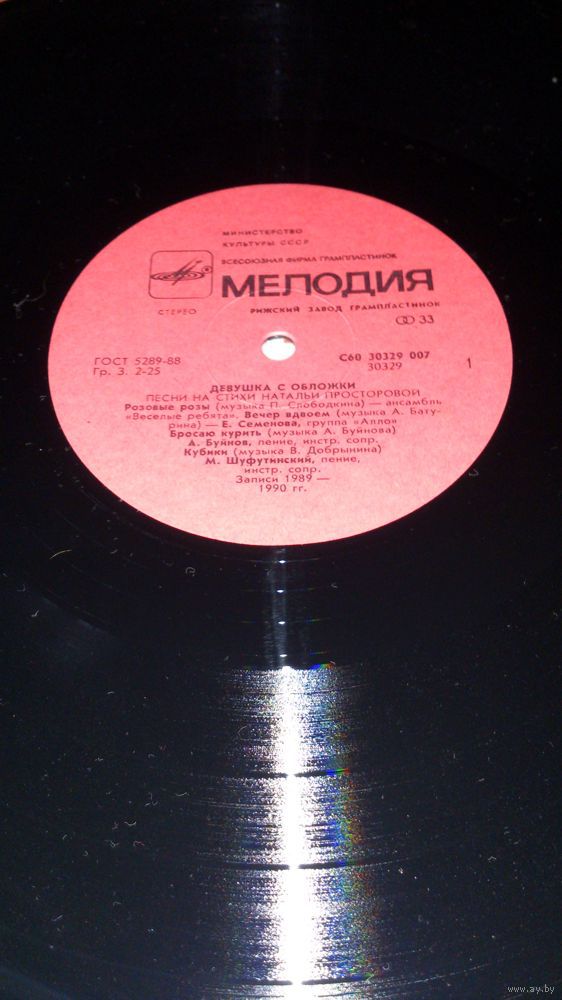 МИНИСТЕРСТВО
КУЛЬТУРЫ СССР
ВСЕСОЮЗНАЯ ФИРМА ГРАМПЛАСТИНОК
МЕЛОДИЯ
СТЕРЕО
РИЖСКИЙ ЗАВОД ГРАМПЛАСТИНОК
33
ГОСТ 5289-88
Гр. 3. 2-25
С60 30329 007
30329
1
ДЕВУШКА С ОБЛОЖКИ
ПЕСНИ НА СТИХИ НАТАЛЬИ ПРОСТОРОВОЙ
Розовые розы (музыка П. Слободкина) — ансамбль
«Веселые ребята». Вечер вдвоем (музыка А. Бату-
рина) — Е. Семенова, группа «Алло»
Бросаю курить (музыка А. Буйнова)
А. Буйнов, пение, инстр. сопр.
Кубики (музыка В. Добрынина)
М. Шуфутинский, пение,
инстр. сопр.
Записи 1989 —
1990 гг.
www.ay.by